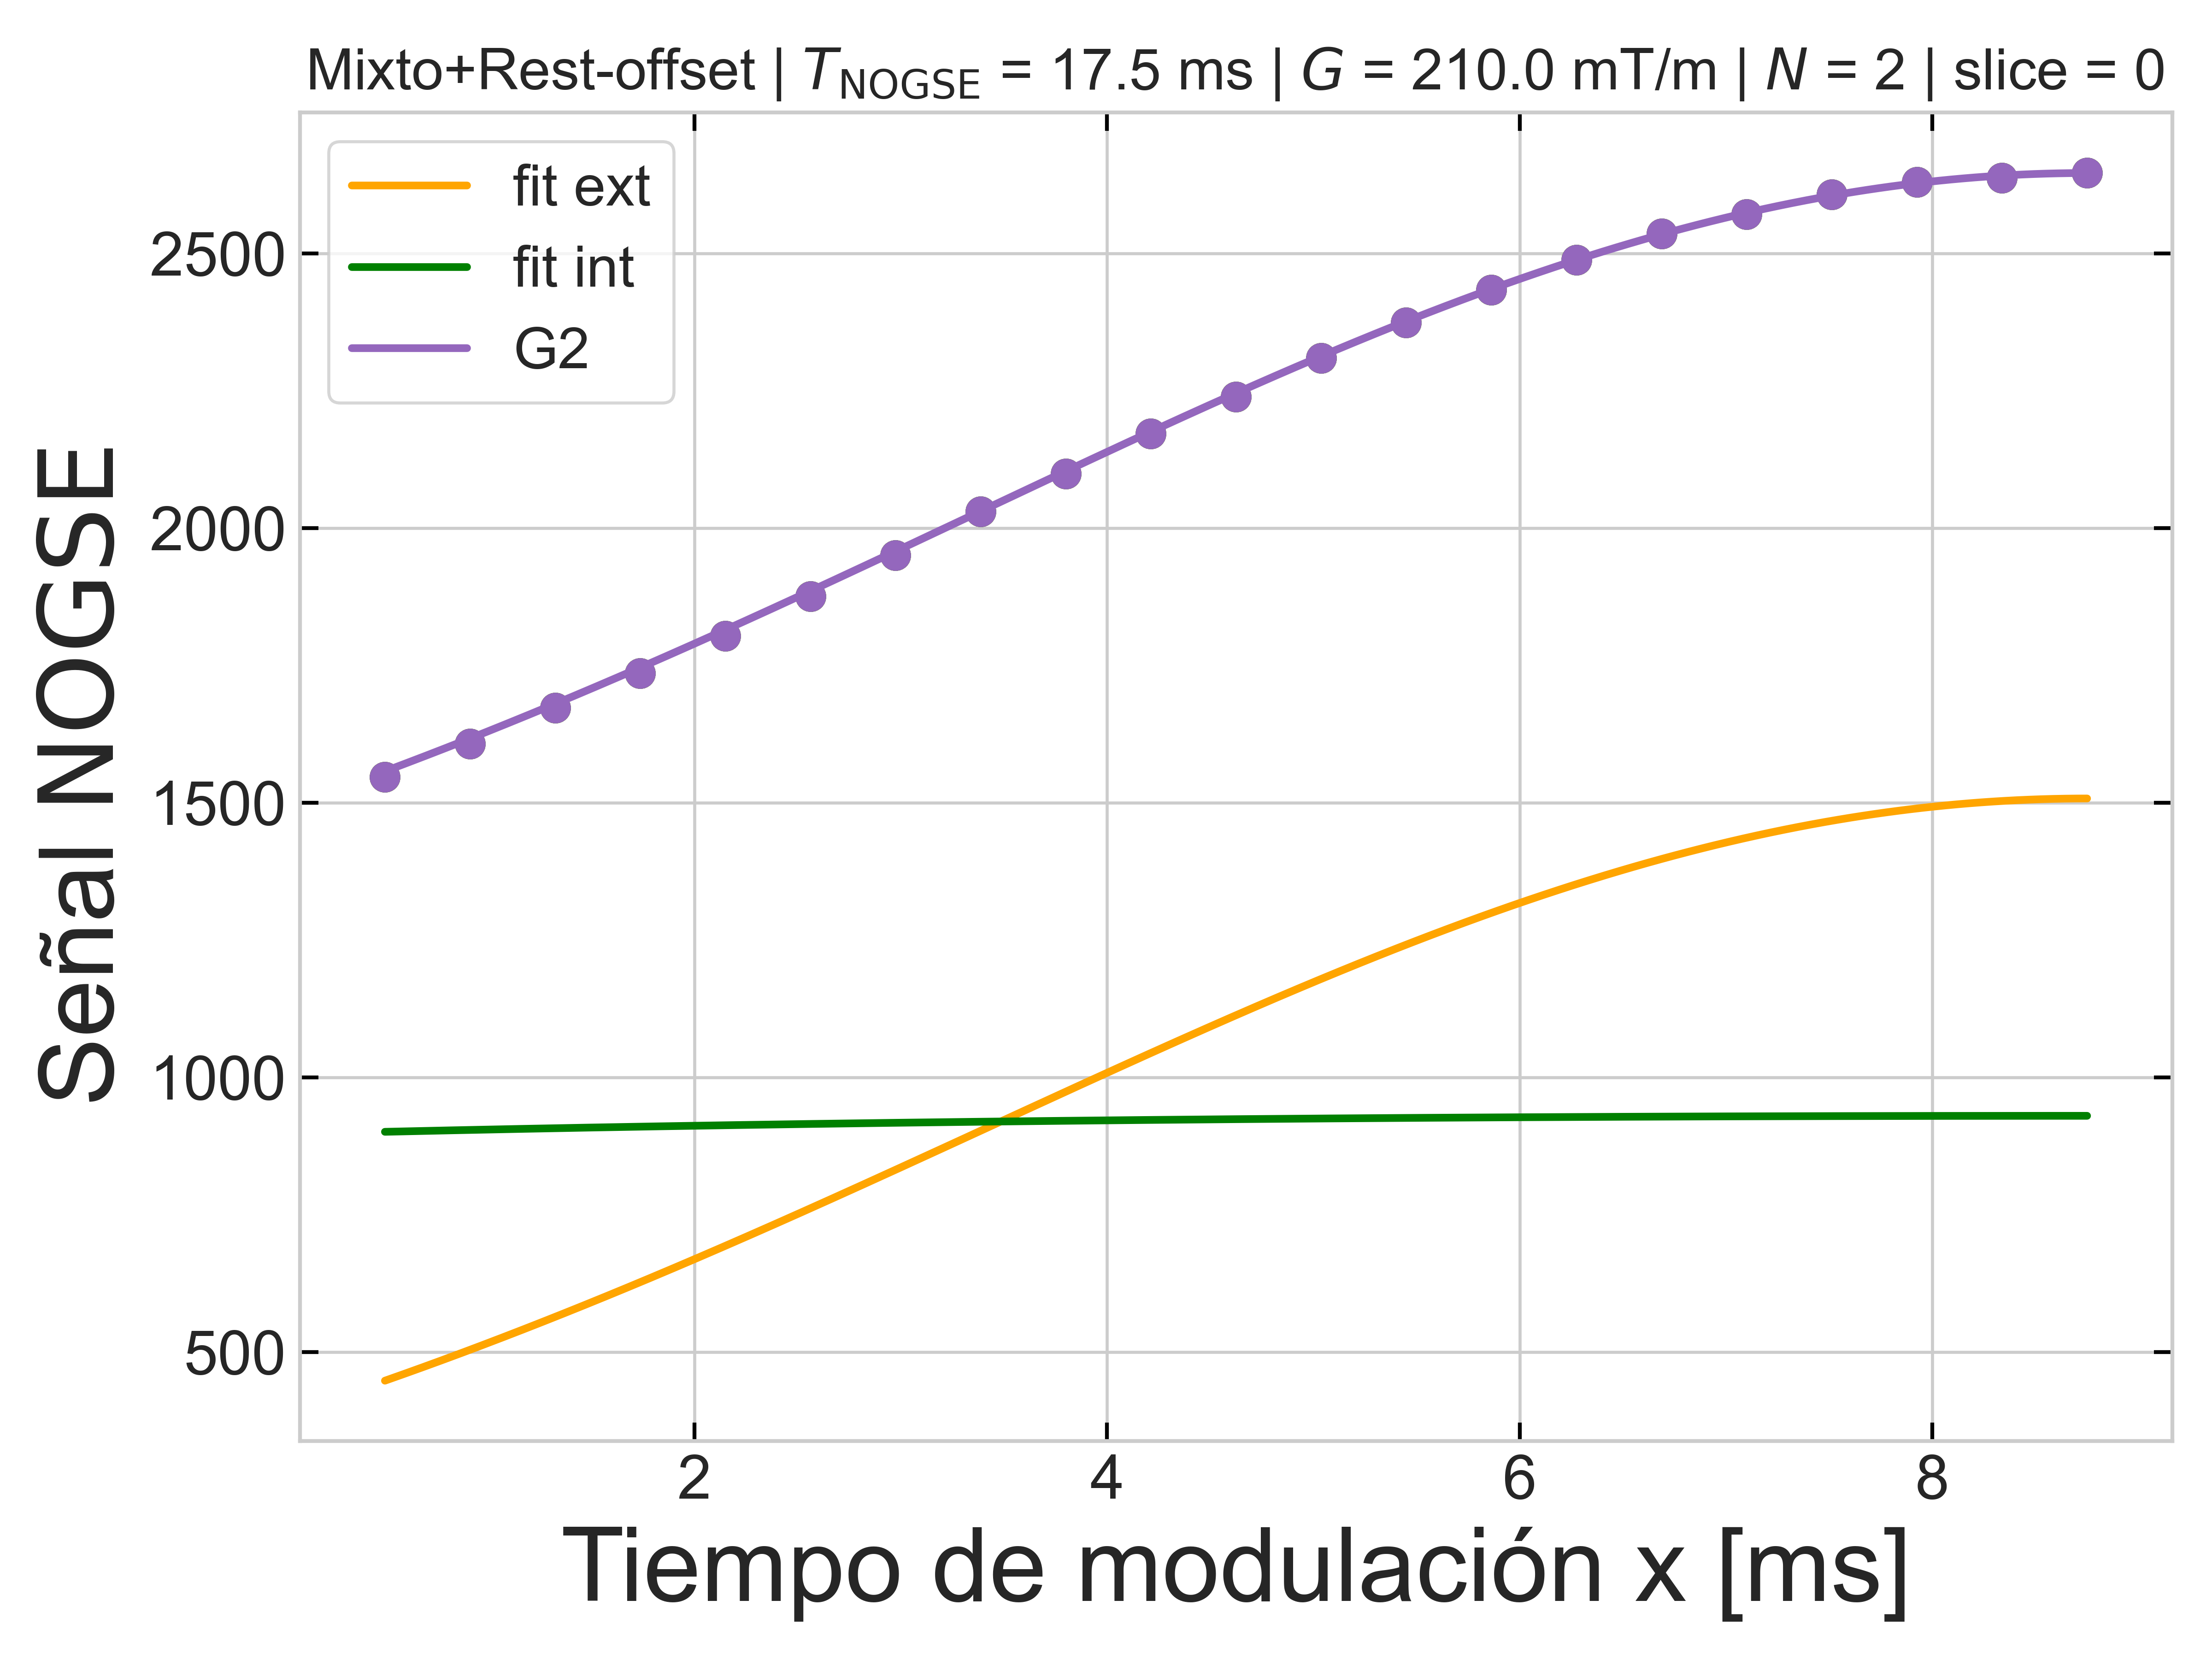 Mixto+Rest-offset | T_NOGSE = 17.5 ms | G = 210.0 mT/m | N = 2 | slice = 0
fit ext
fit int
G2
Señal NOGSE
2500
2000
1500
1000
500
2 4 6 8
Tiempo de modulación x [ms]